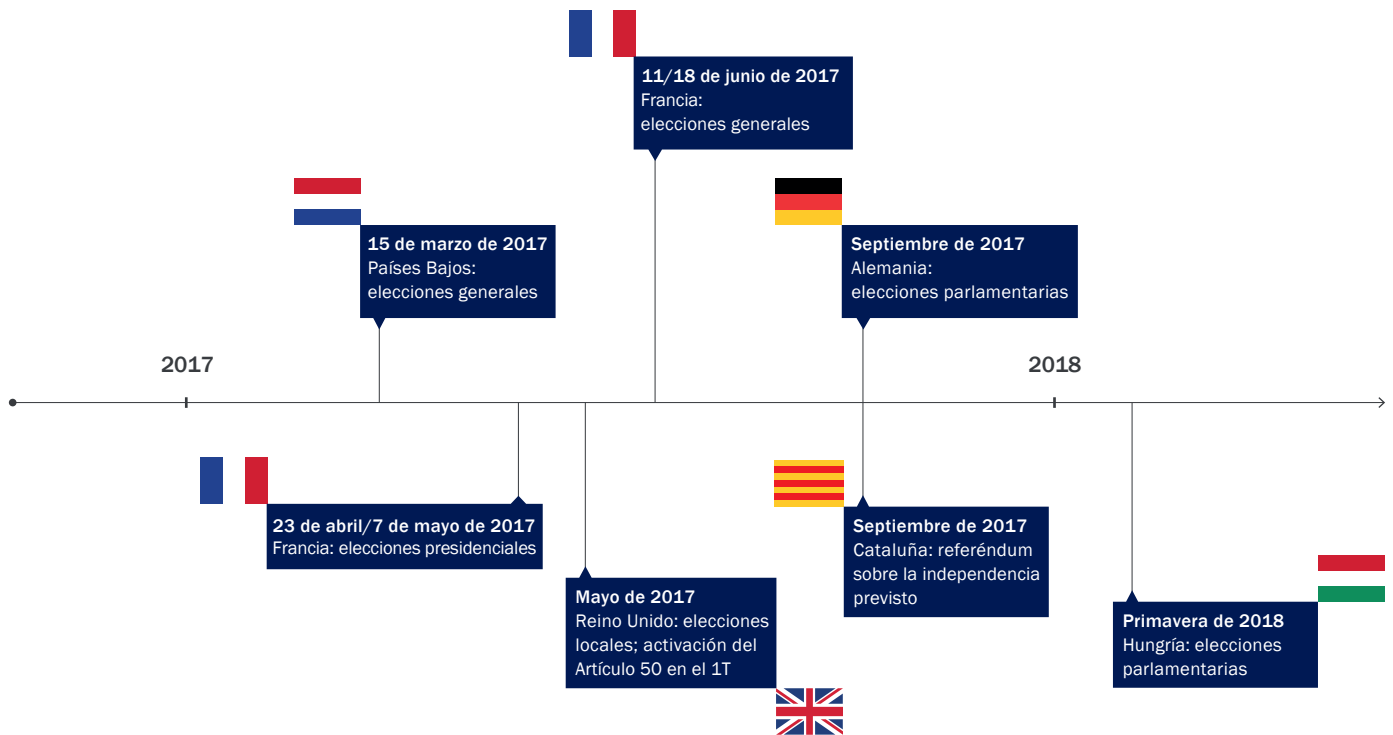 11/18 de junio de 2017
Francia:
elecciones generales
15 de marzo de 2017
Países Bajos:
elecciones generales
Septiembre de 2017
Alemania:
elecciones parlamentarias
2017
2018
23 de abril/7 de mayo de 2017
Francia: elecciones presidenciales
Mayo de 2017
Reino Unido: elecciones
locales; activación del
Artículo 50 en el 1T
Septiembre de 2017
Cataluña: referéndum
sobre la independencia
previsto
Primavera de 2018
Hungría: elecciones
parlamentarias